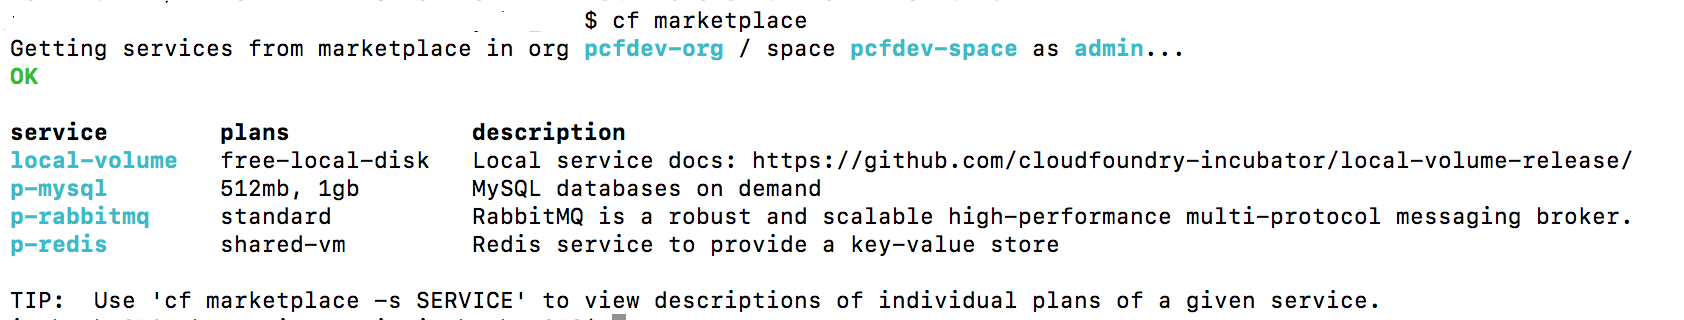 $ cf marketplace
Getting services from marketplace in org pcfdev-org / space pcfdev-space as admin...
OK
service plans description
local-volume free-local-disk Local service docs: https://github.com/cloudfoundry-incubator/local-volume-release/
p-mysql 512mb, 1gb MySQL databases on demand
p-rabbitmq standard RabbitMQ is a robust and scalable high-performance multi-protocol messaging broker.
p-redis shared-vm Redis service to provide a key-value store
TIP:  Use 'cf marketplace -s SERVICE' to view descriptions of individual plans of a given service.